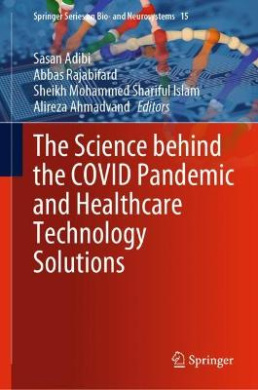 Springer Series on Bio- and Neurosystems 15
Sasan Adibi
Abbas Rajabifard
Sheikh Mohammed Shariful Islam
Alireza Ahmadvand Editors
The Science behind
the COVID Pandemic
and Healthcare
Technology
Solutions
Springer